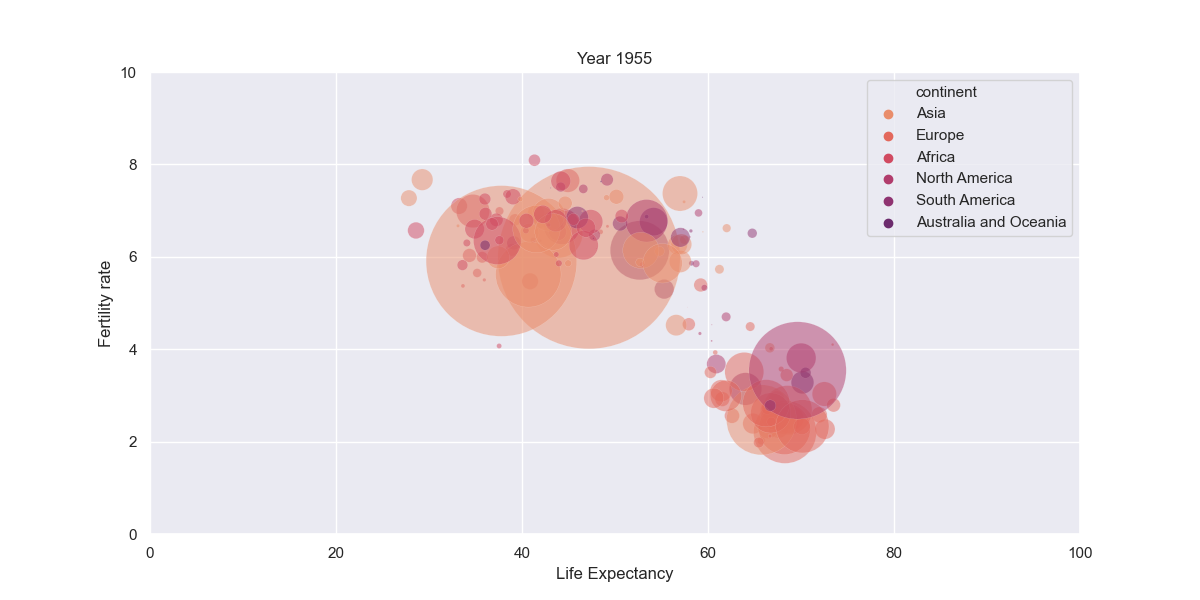 Year 1955
10
8
6
4
2
0
Fertility rate
0 20 40 60 80 100
Life Expectancy
continent
Asia
Europe
Africa
North America
South America
Australia and Oceania